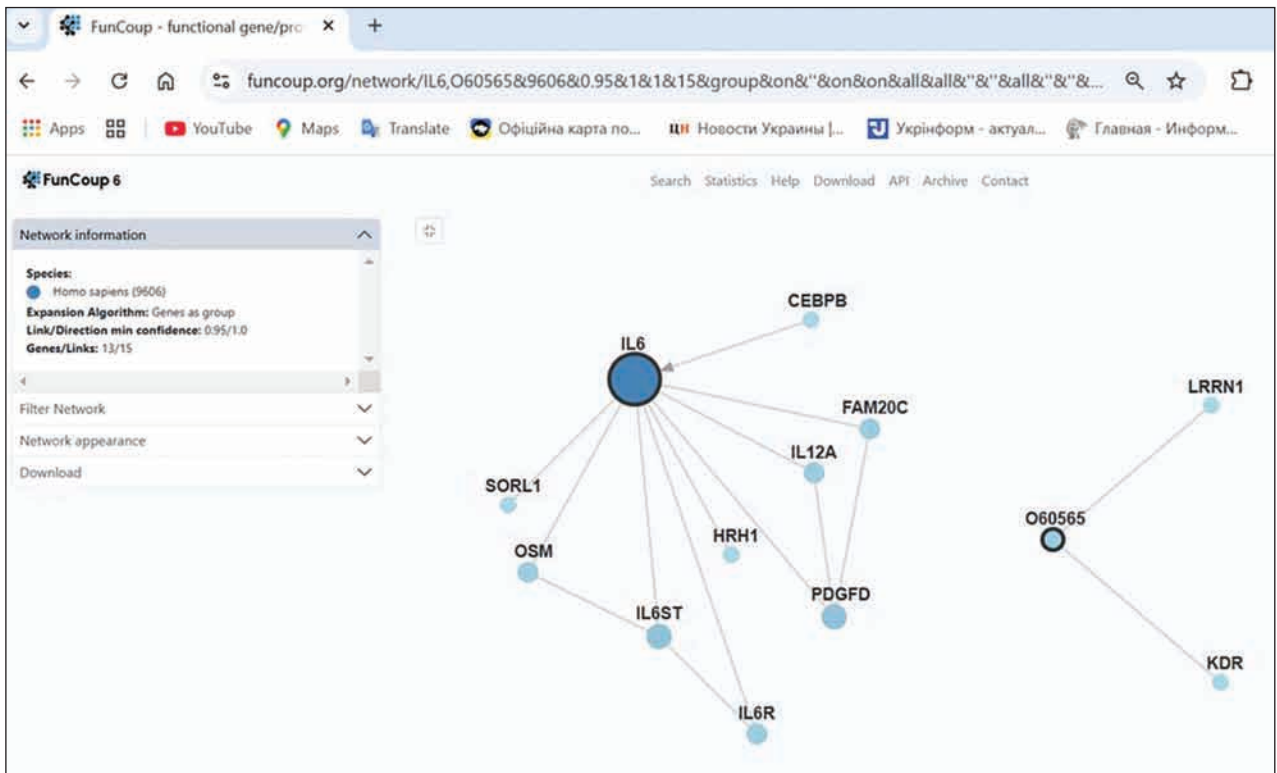 FunCoup - functional gene/pro
funcoup.org/network/IL6,O60565&9606&0.95&1&1&15&group&on&"&on&on&all&all&"&"&all&"&"&...
Apps YouTube Maps Translate Офіційна карта по... Новости Украины |... Укрінформ - актуал... Главная - Информ...
FunCoup 6
Search Statistics Help Download API Archive Contact
Network information
Species:
Homo sapiens (9606)
Expansion Algorithm: Genes as group
Link/Direction min confidence: 0.95/1.0
Genes/Links: 13/15
Filter Network
Network appearance
Download
CEBPB
IL6
LRRN1
FAM20C
IL12A
SORL1
O60565
HRH1
OSM
PDGFD
IL6ST
KDR
IL6R